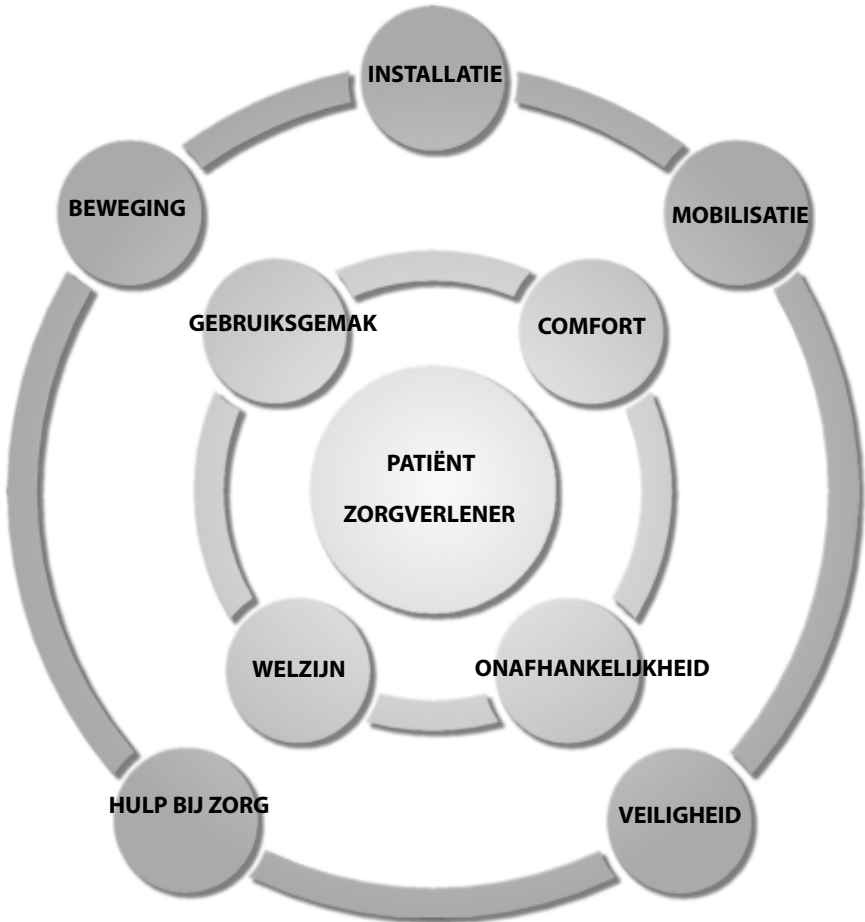 INSTALLATIE
BEWEGING
MOBILISATIE
GEBRUIKSGEMAK
COMFORT
PATIËNT
ZORGVERLENER
WELZIJN
ONAFHANKELIJKHEID
HULP BIJ ZORG
VEILIGHEID